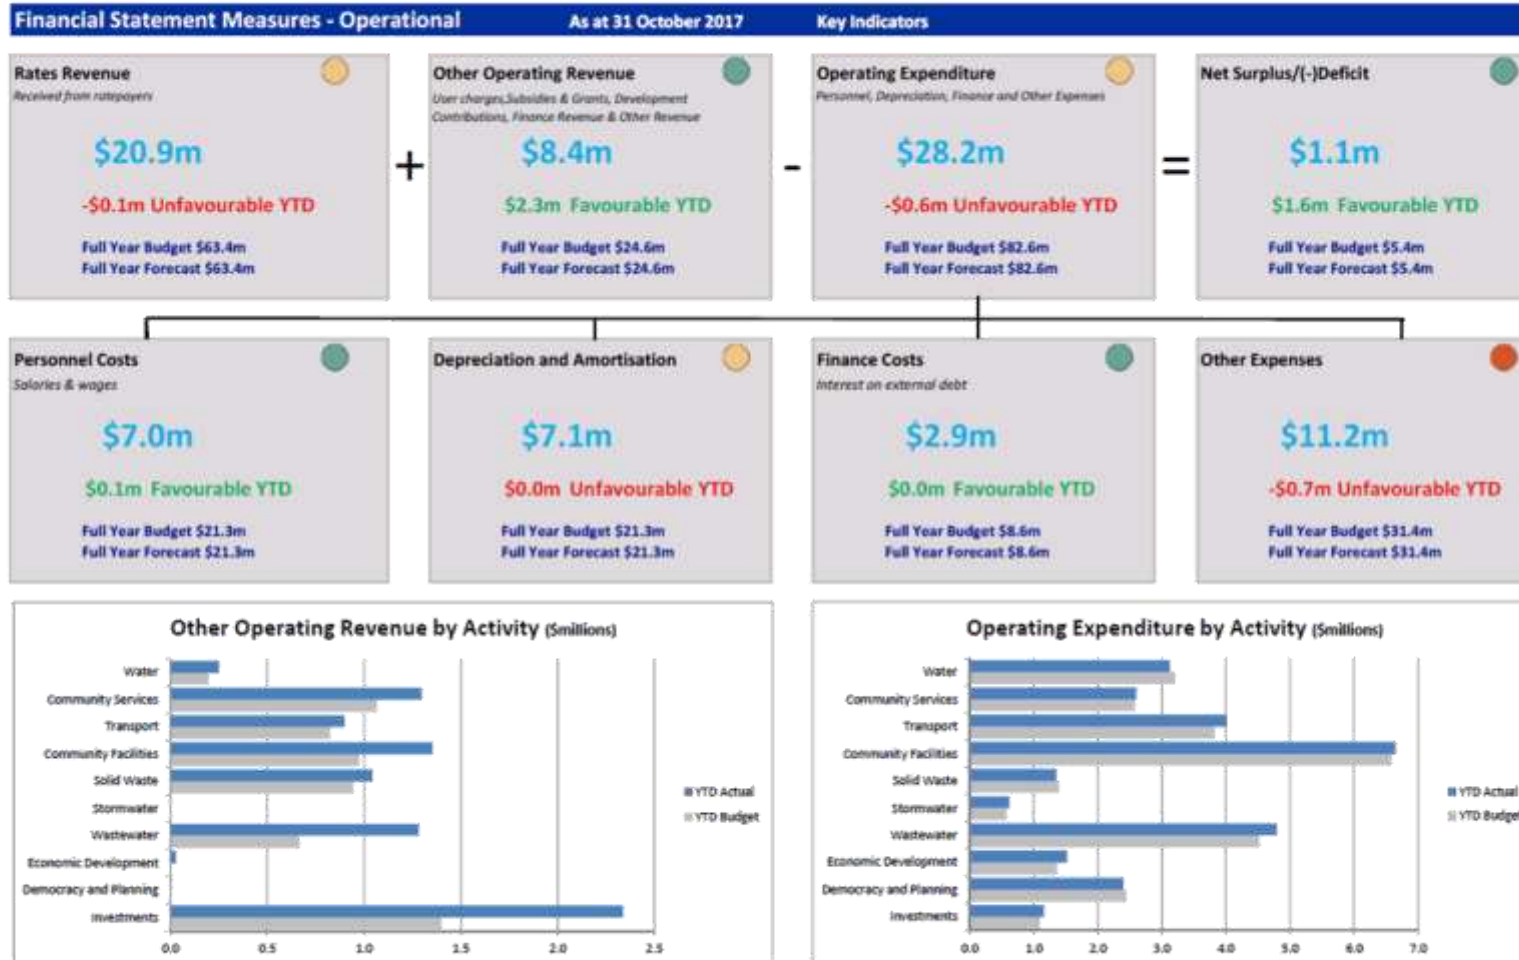 Financial Statement Measures - Operational As at 31 October 2017 Key Indicators
Rates Revenue
Received from ratepayers
$20.9m
-$0.1m Unfavourable YTD
Full Year Budget $63.4m
Full Year Forecast $63.4m
+
Other Operating Revenue
User charges,Subsidies & Grants, Development
Contributions, Finance Revenue & Other Revenue
$8.4m
$2.3m Favourable YTD
Full Year Budget $24.6m
Full Year Forecast $24.6m
-
Operating Expenditure
Personnel, Depreciation, Finance and Other Expenses
$28.2m
-$0.6m Unfavourable YTD
Full Year Budget $82.6m
Full Year Forecast $82.6m
=
Net Surplus/(-)Deficit
$1.1m
$1.6m Favourable YTD
Full Year Budget $5.4m
Full Year Forecast $5.4m
Personnel Costs
Salaries & wages
$7.0m
$0.1m Favourable YTD
Full Year Budget $21.3m
Full Year Forecast $21.3m
Depreciation and Amortisation
$7.1m
$0.0m Unfavourable YTD
Full Year Budget $21.3m
Full Year Forecast $21.3m
Finance Costs
Interest on external debt
$2.9m
$0.0m Favourable YTD
Full Year Budget $8.6m
Full Year Forecast $8.6m
Other Expenses
$11.2m
-$0.7m Unfavourable YTD
Full Year Budget $31.4m
Full Year Forecast $31.4m
Other Operating Revenue by Activity ($millions)
Water
Community Services
Transport
Community Facilities
Solid Waste
Stormwater
Wastewater
Economic Development
Democracy and Planning
Investments
0.0 0.5 1.0 1.5 2.0 2.5
YTD Actual
YTD Budget
Operating Expenditure by Activity ($millions)
Water
Community Services
Transport
Community Facilities
Solid Waste
Stormwater
Wastewater
Economic Development
Democracy and Planning
Investments
0.0 1.0 2.0 3.0 4.0 5.0 6.0 7.0
YTD Actual
YTD Budget